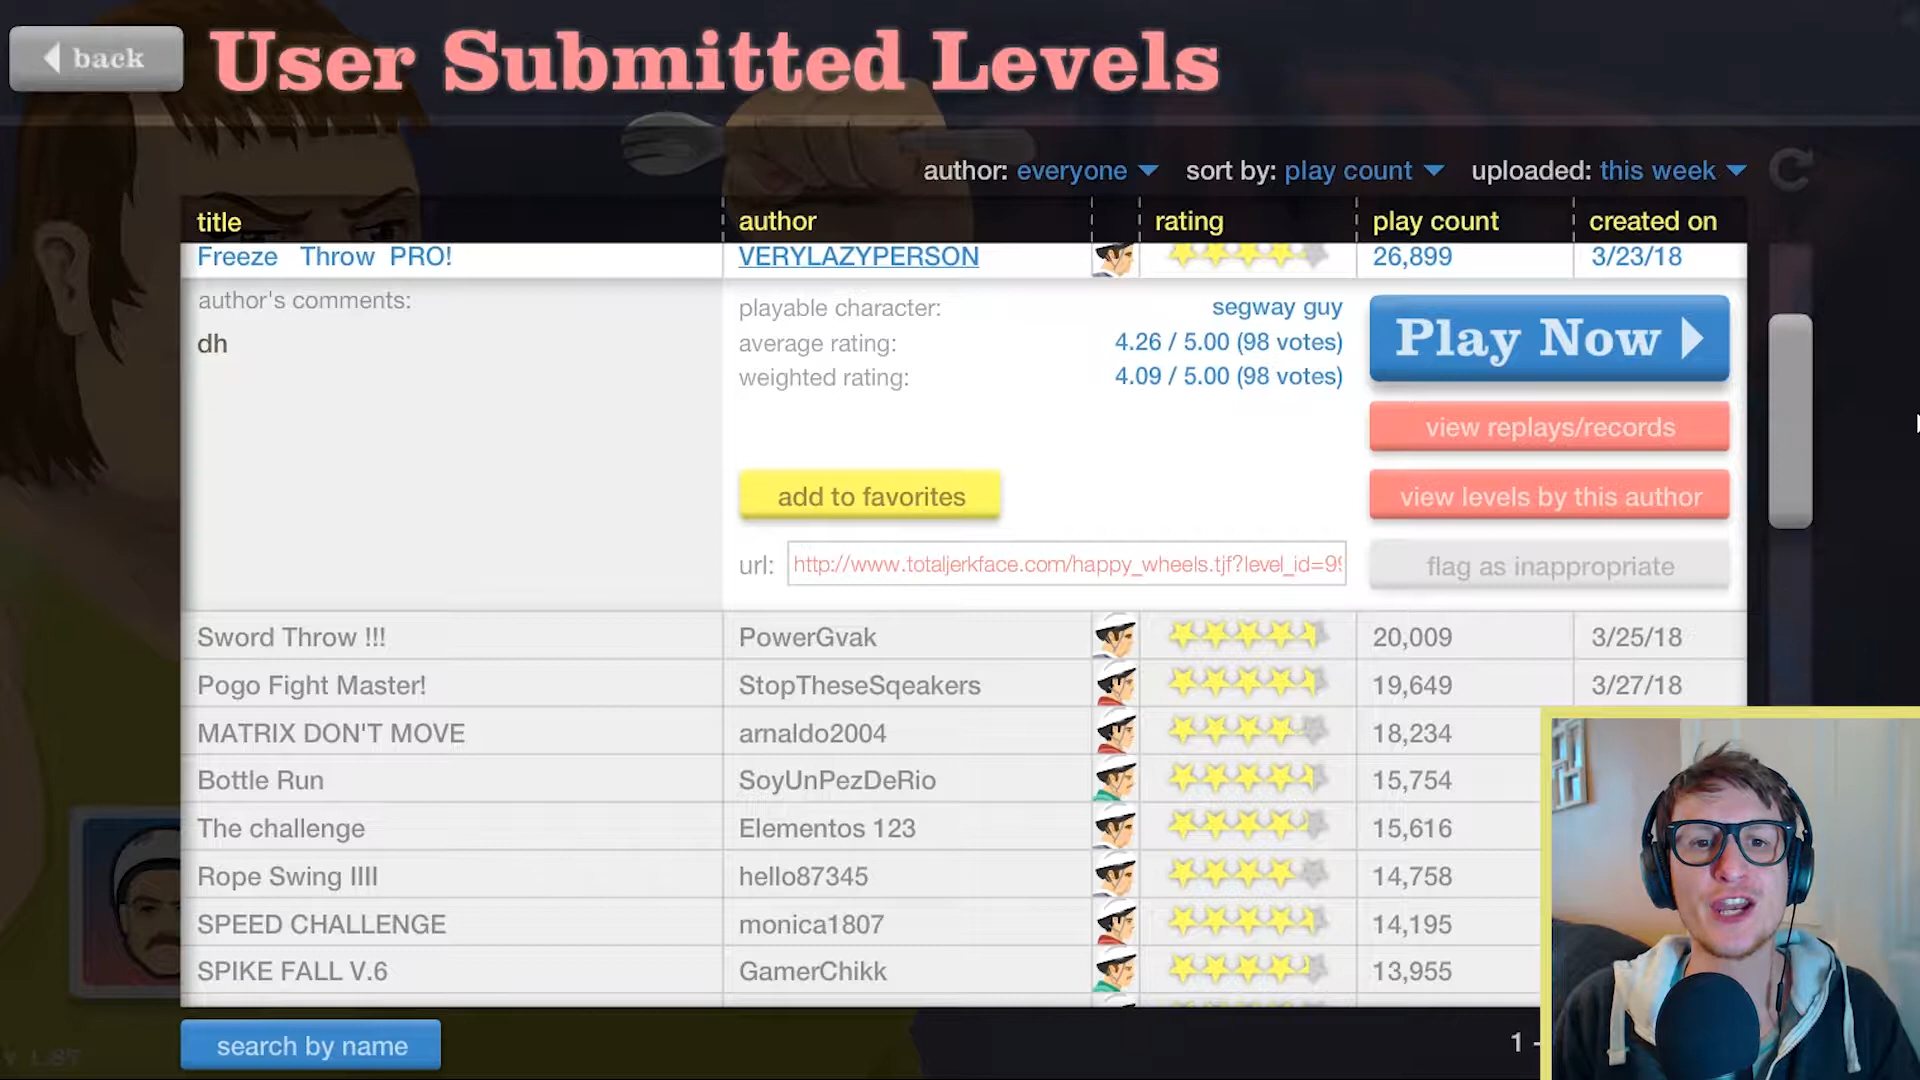 back
User Submitted Levels
author: everyone sort by: play count uploaded: this week
title author rating play count created on
Freeze Throw PRO! VERYLAZYPERSON 26,899 3/23/18
author's comments:
dh
playable character: segway guy
average rating: 4.26 / 5.00 (98 votes)
weighted rating: 4.09 / 5.00 (98 votes)
Play Now
view replays/records
add to favorites
view levels by this author
url: http://www.totaljerkface.com/happy_wheels.tjf?level_id=99
flag as inappropriate
Sword Throw !!! PowerGvak 20,009 3/25/18
Pogo Fight Master! StopTheseSqeakers 19,649 3/27/18
MATRIX DON'T MOVE arnaldo2004 18,234
Bottle Run SoyUnPezDeRio 15,754
The challenge Elementos 123 15,616
Rope Swing IIII hello87345 14,758
SPEED CHALLENGE monica1807 14,195
SPIKE FALL V.6 GamerChikk 13,955
search by name
1 -
v 1.87